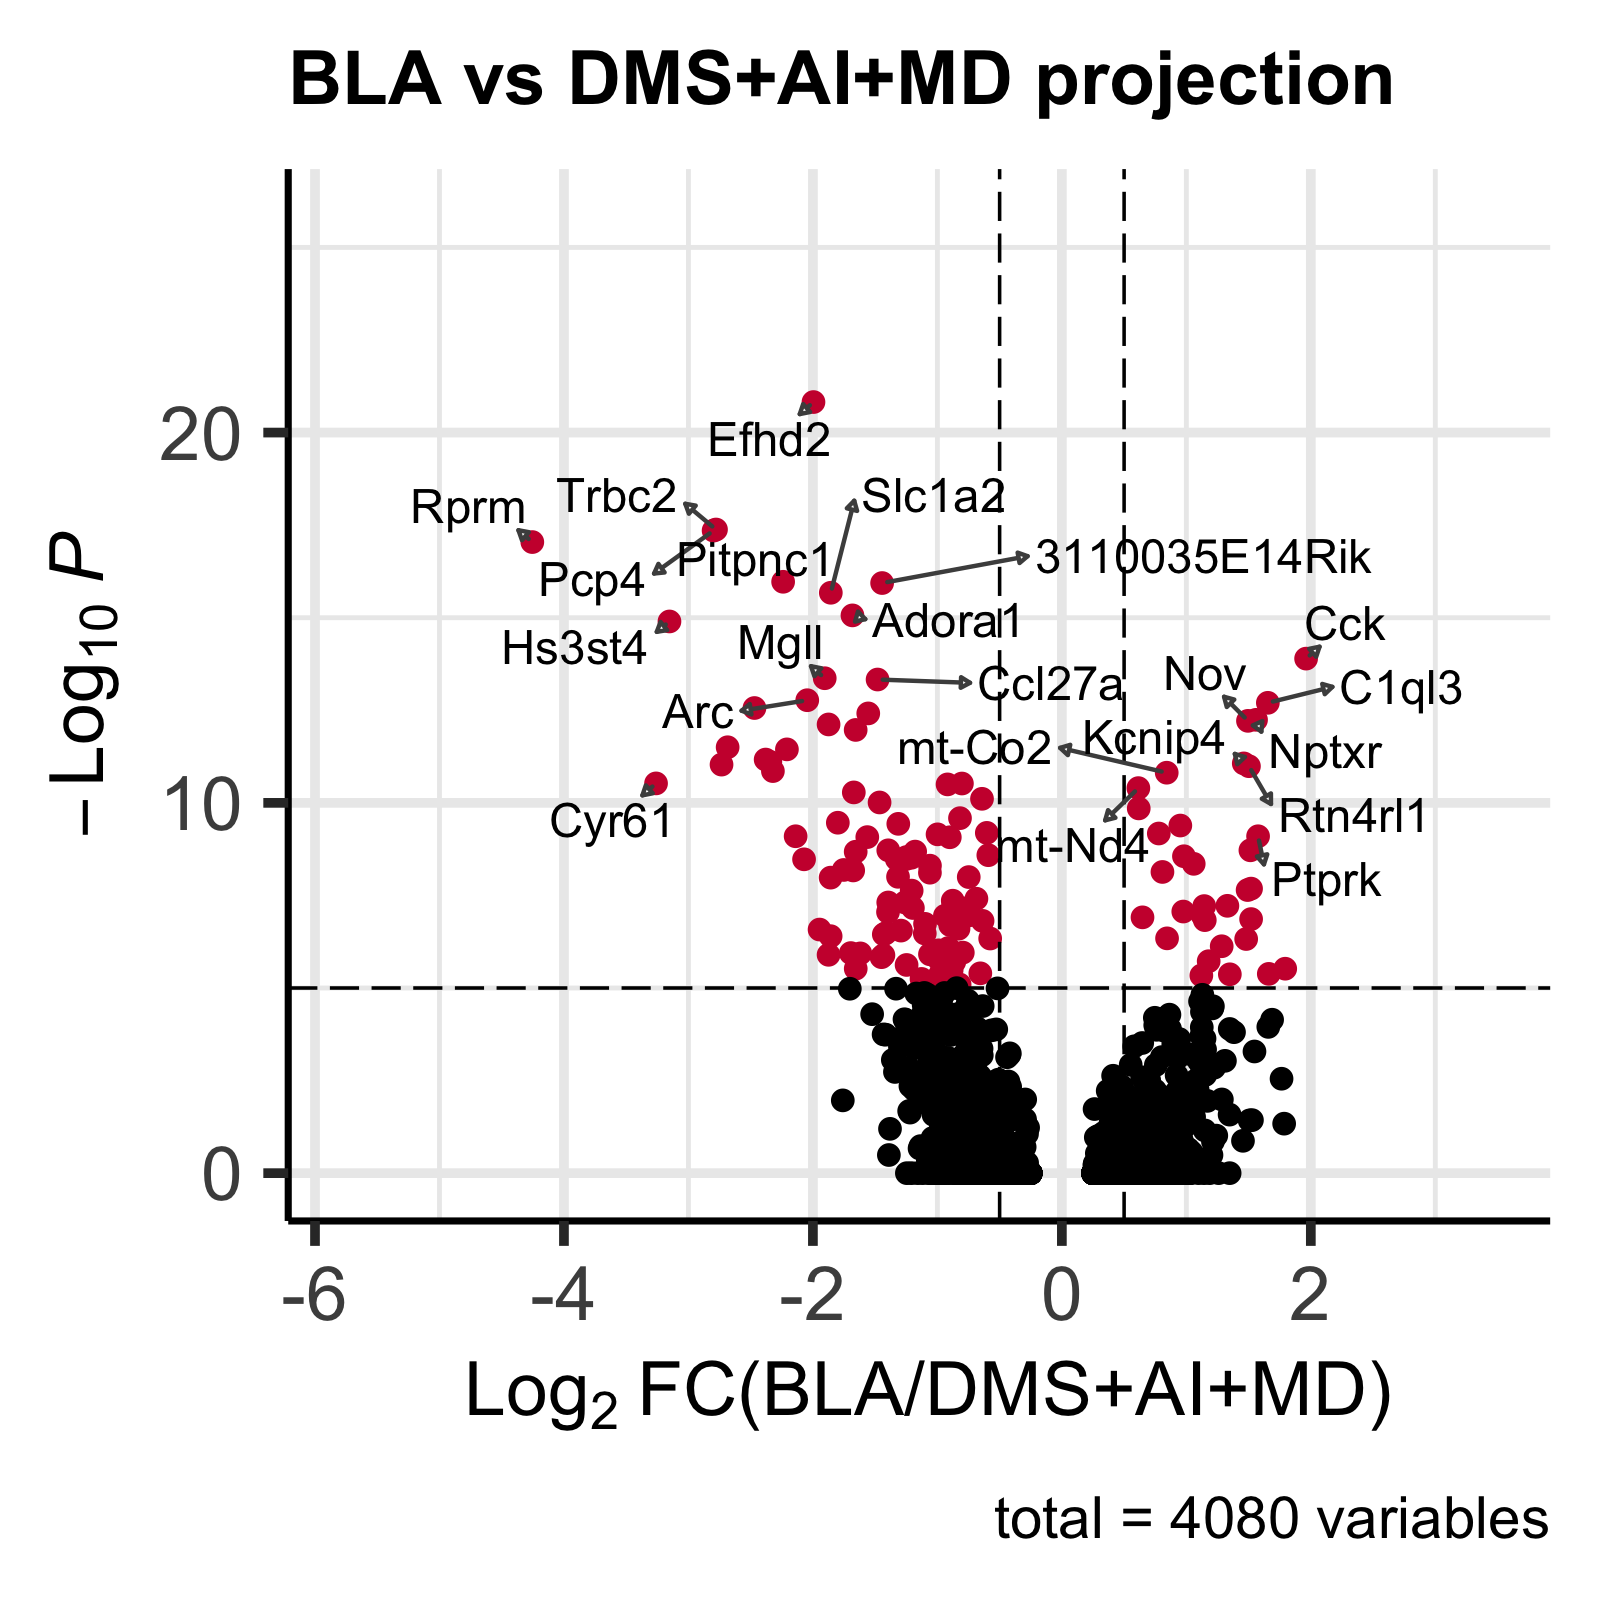 BLA vs DMS+AI+MD projection
Efhd2
Rprm
Trbc2
Slc1a2
Pcp4
Pitpnc1
3110035E14Rik
Hs3st4
Mgll
Adora1
Cck
Arc
Ccl27a
Nov
C1ql3
mt-Co2
Kcnip4
Nptxr
Cyr61
mt-Nd4
Rtn4rl1
Ptprk
20
10
0
− Log10 P
-6 -4 -2 0 2
Log2 FC(BLA/DMS+AI+MD)
total = 4080 variables